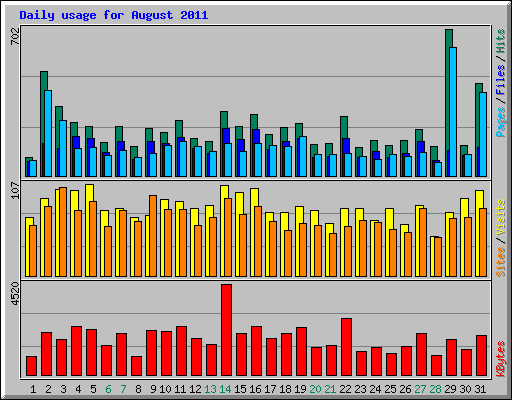 Daily usage for August 2011
702
Pages / Files / Hits
107
Sites / Visits
4520
KBytes
1 2 3 4 5 6 7 8 9 10 11 12 13 14 15 16 17 18 19 20 21 22 23 24 25 26 27 28 29 30 31